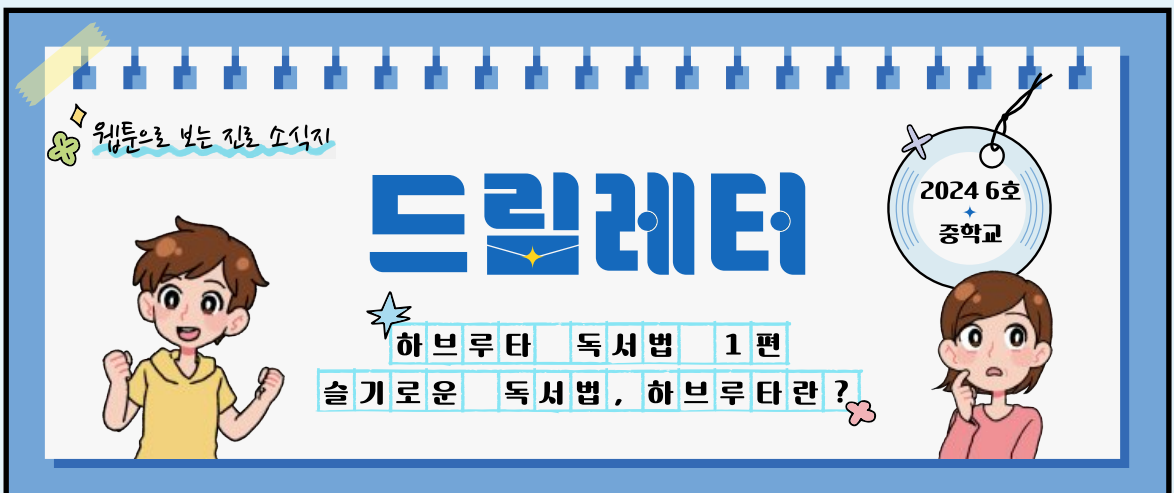 웹툰으로 보는 진로 소식지
드림레터
2024 6호
중학교
하브루타 독서법 1편
슬기로운 독서법, 하브루타란?